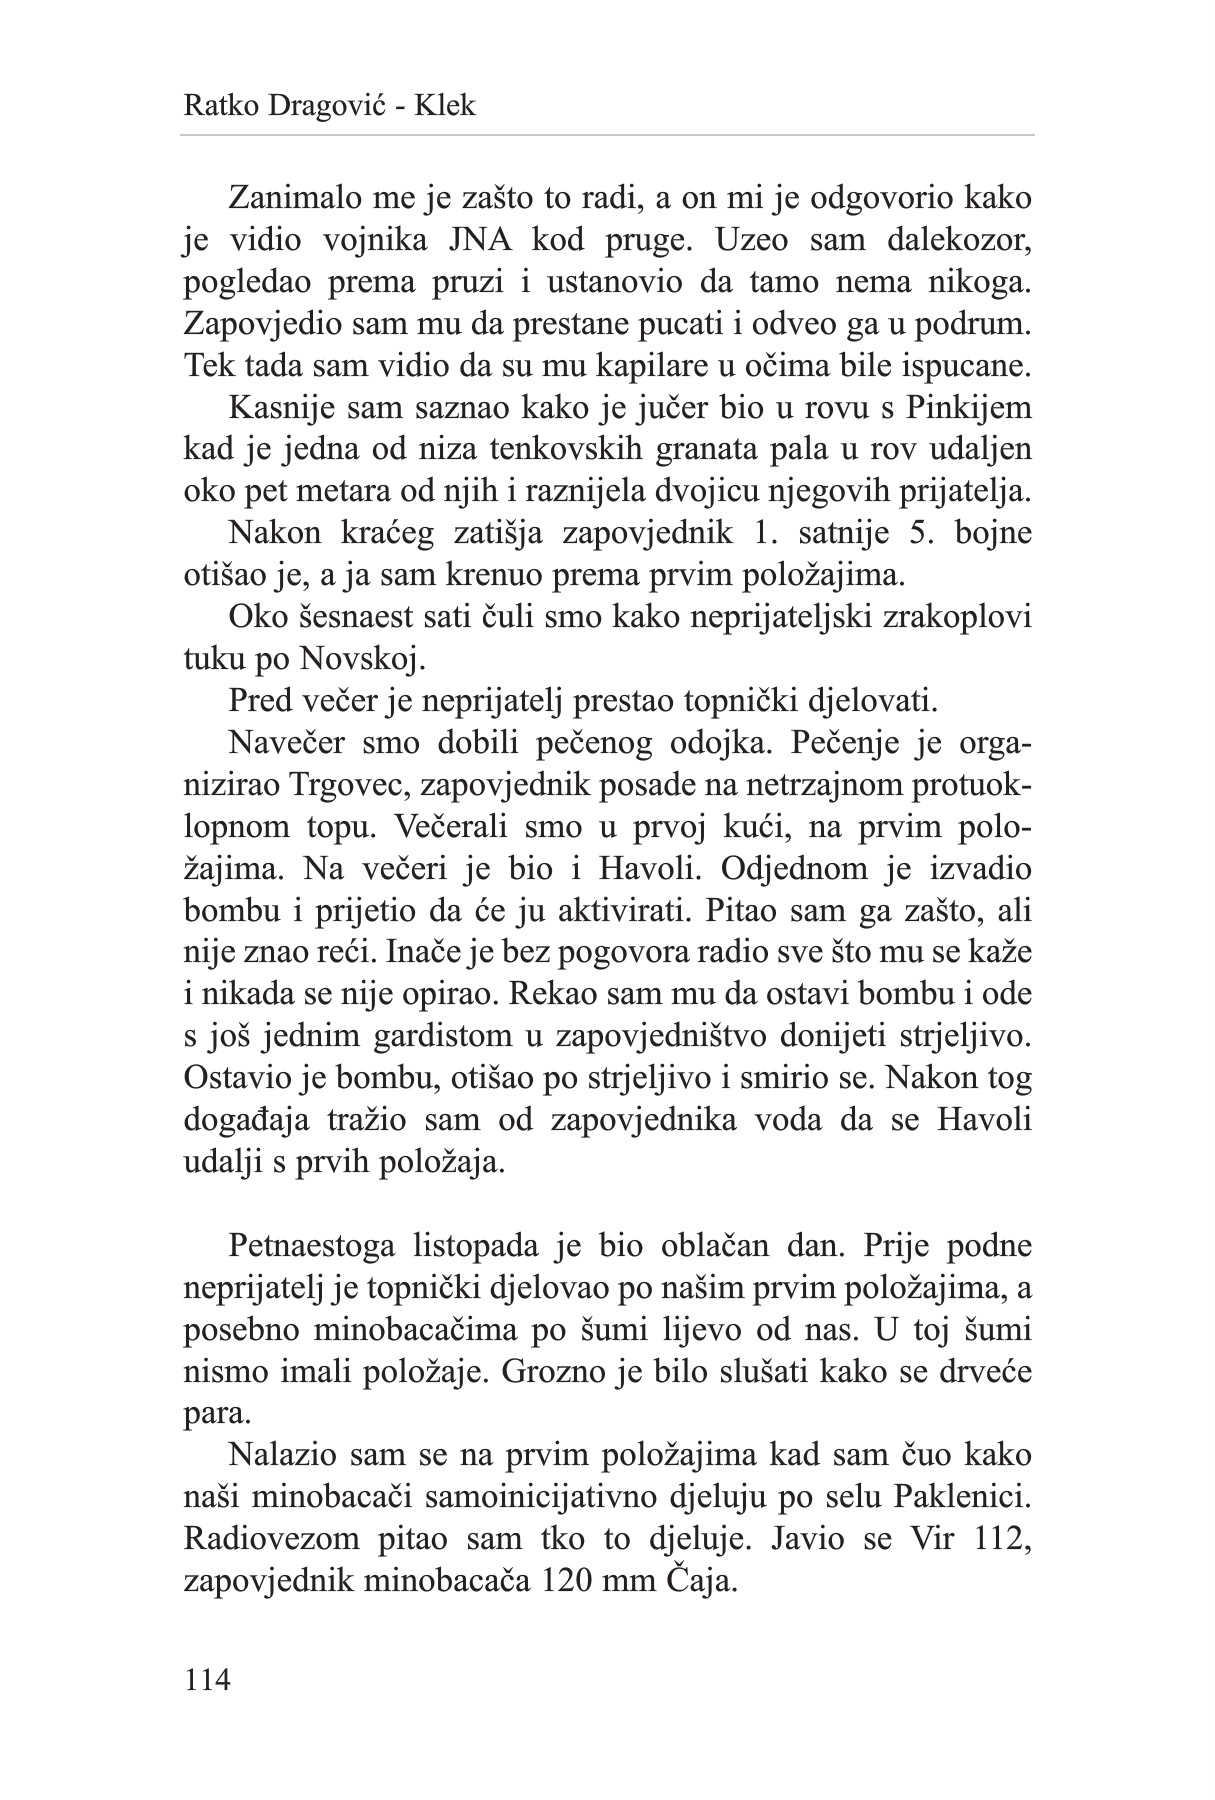 Ratko Dragović - Klek
Zanimalo me je zašto to radi, a on mi je odgovorio kako
je vidio vojnika JNA kod pruge. Uzeo sam dalekozor,
pogledao prema pruzi i ustanovio da tamo nema nikoga.
Zapovjedio sam mu da prestane pucati i odveo ga u podrum.
Tek tada sam vidio da su mu kapilare u očima bile ispucane.
Kasnije sam saznao kako je jučer bio u rovu s Pinkijem
kad je jedna od niza tenkovskih granata pala u rov udaljen
oko pet metara od njih i raznijela dvojicu njegovih prijatelja.
Nakon kraćeg zatišja zapovjednik 1. satnije 5. bojne
otišao je, a ja sam krenuo prema prvim položajima.
Oko šesnaest sati čuli smo kako neprijateljski zrakoplovi
tuku po Novskoj.
Pred večer je neprijatelj prestao topnički djelovati.
Navečer smo dobili pečenog odojka. Pečenje je orga-
nizirao Trgovec, zapovjednik posade na netrzajnom protuok-
lopnom topu. Večerali smo u prvoj kući, na prvim polo-
žajima. Na večeri je bio i Havoli. Odjednom je izvadio
bombu i prijetio da će ju aktivirati. Pitao sam ga zašto, ali
nije znao reći. Inače je bez pogovora radio sve što mu se kaže
i nikada se nije opirao. Rekao sam mu da ostavi bombu i ode
s još jednim gardistom u zapovjedništvo donijeti strjeljivo.
Ostavio je bombu, otišao po strjeljivo i smirio se. Nakon tog
događaja tražio sam od zapovjednika voda da se Havoli
udalji s prvih položaja.
Petnaestoga listopada je bio oblačan dan. Prije podne
neprijatelj je topnički djelovao po našim prvim položajima, a
posebno minobacačima po šumi lijevo od nas. U toj šumi
nismo imali položaje. Grozno je bilo slušati kako se drveće
para.
Nalazio sam se na prvim položajima kad sam čuo kako
naši minobacači samoinicijativno djeluju po selu Paklenici.
Radiovezom pitao sam tko to djeluje. Javio se Vir 112,
zapovjednik minobacača 120 mm Čaja.
114